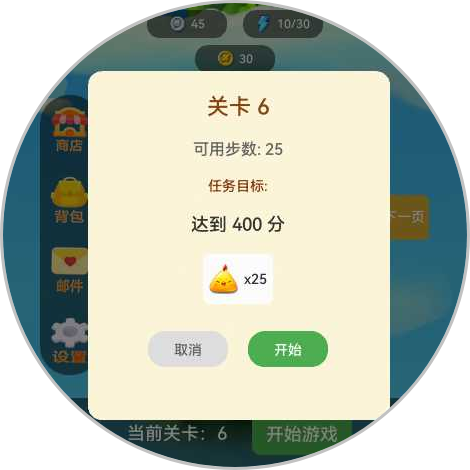 45
10/30
30
关卡 6
可用步数: 25
任务目标:
达到 400 分
x25
取消
开始
商店
背包
邮件
设置
下一页
当前关卡: 6
开始游戏